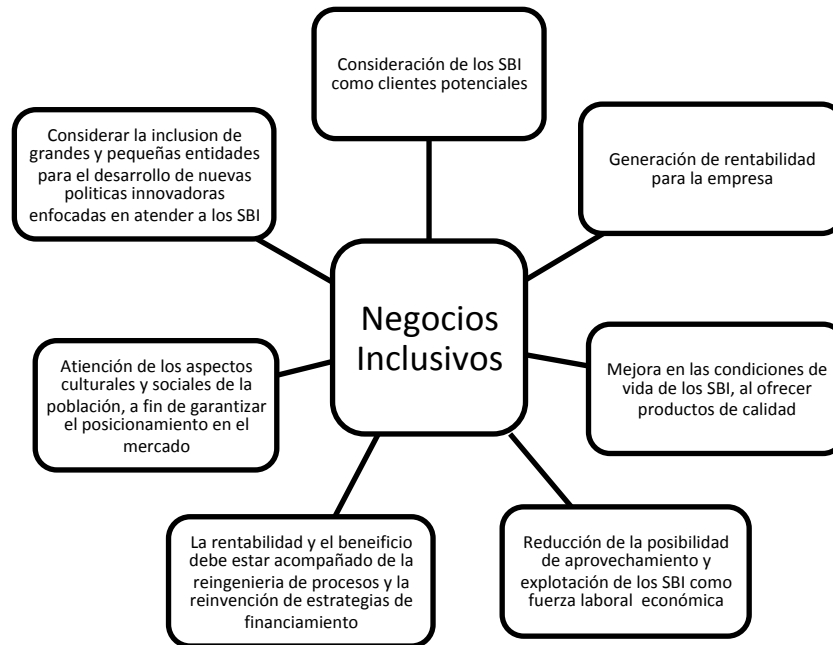 Consideración de los SBI
como clientes potenciales
Considerar la inclusion de
grandes y pequeñas entidades
para el desarrollo de nuevas
politicas innovadoras
enfocadas en atender a los SBI
Generación de rentabilidad
para la empresa
Negocios
Inclusivos
Atiención de los aspectos
culturales y sociales de la
población, a fin de garantizar
el posicionamiento en el
mercado
Mejora en las condiciones de
vida de los SBI, al ofrecer
productos de calidad
La rentabilidad y el beneificio
debe estar acompañado de la
reingenieria de procesos y la
reinvención de estrategias de
financiamiento
Reducción de la posibilidad
de aprovechamiento y
explotación de los SBI como
fuerza laboral económica